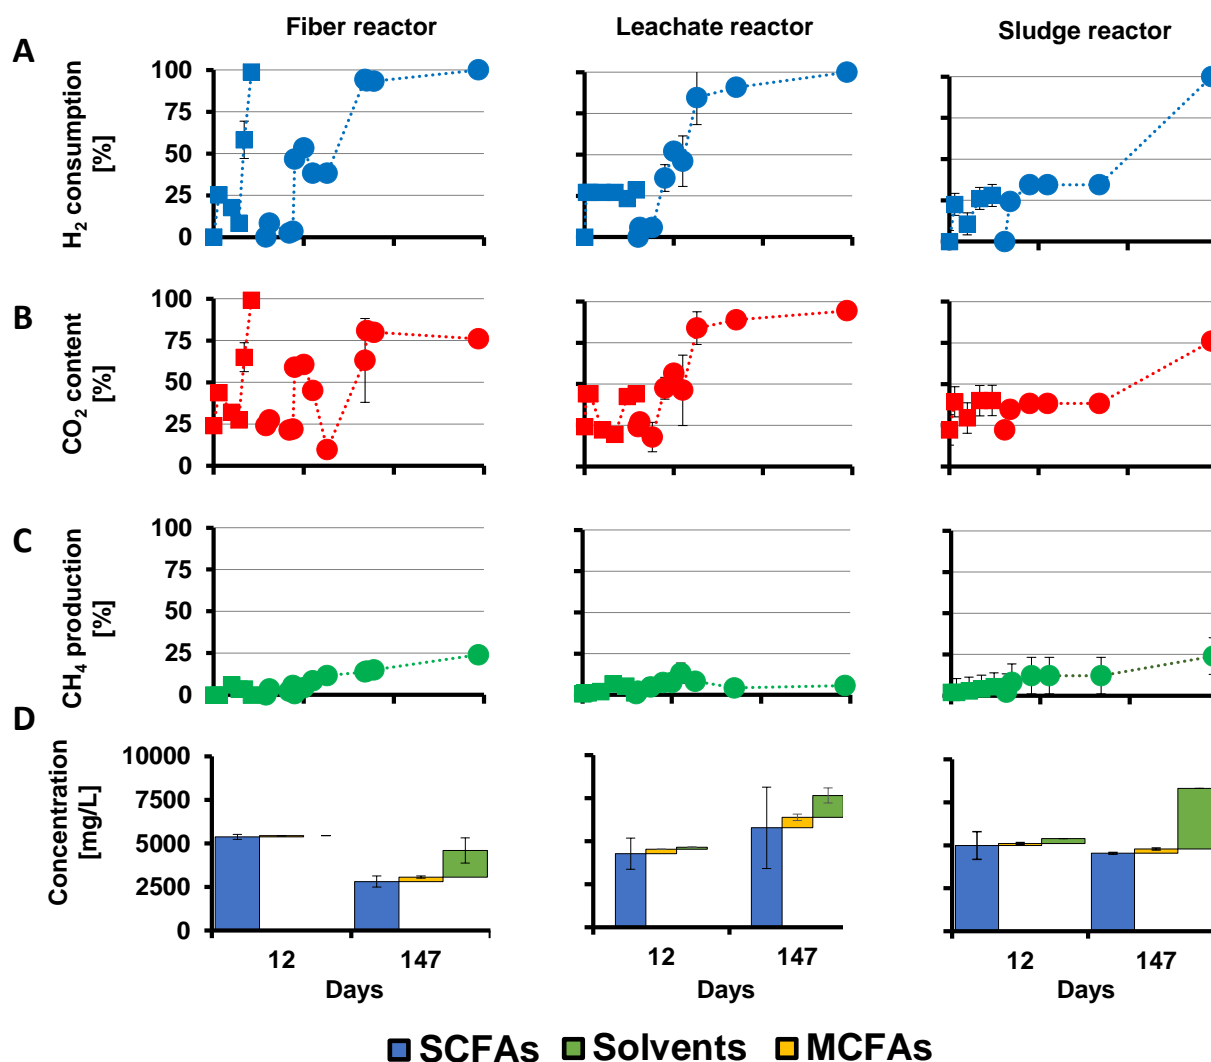 Fiber reactor Leachate reactor Sludge reactor
A
H2 consumption
[%]
100
75
50
25
0
B
CO2 content
[%]
100
75
50
25
0
C
CH4 production
[%]
100
75
50
25
0
D
Concentration
[mg/L]
10000
7500
5000
2500
0
12 147 12 147 12 147
Days Days Days
SCFAs Solvents MCFAs